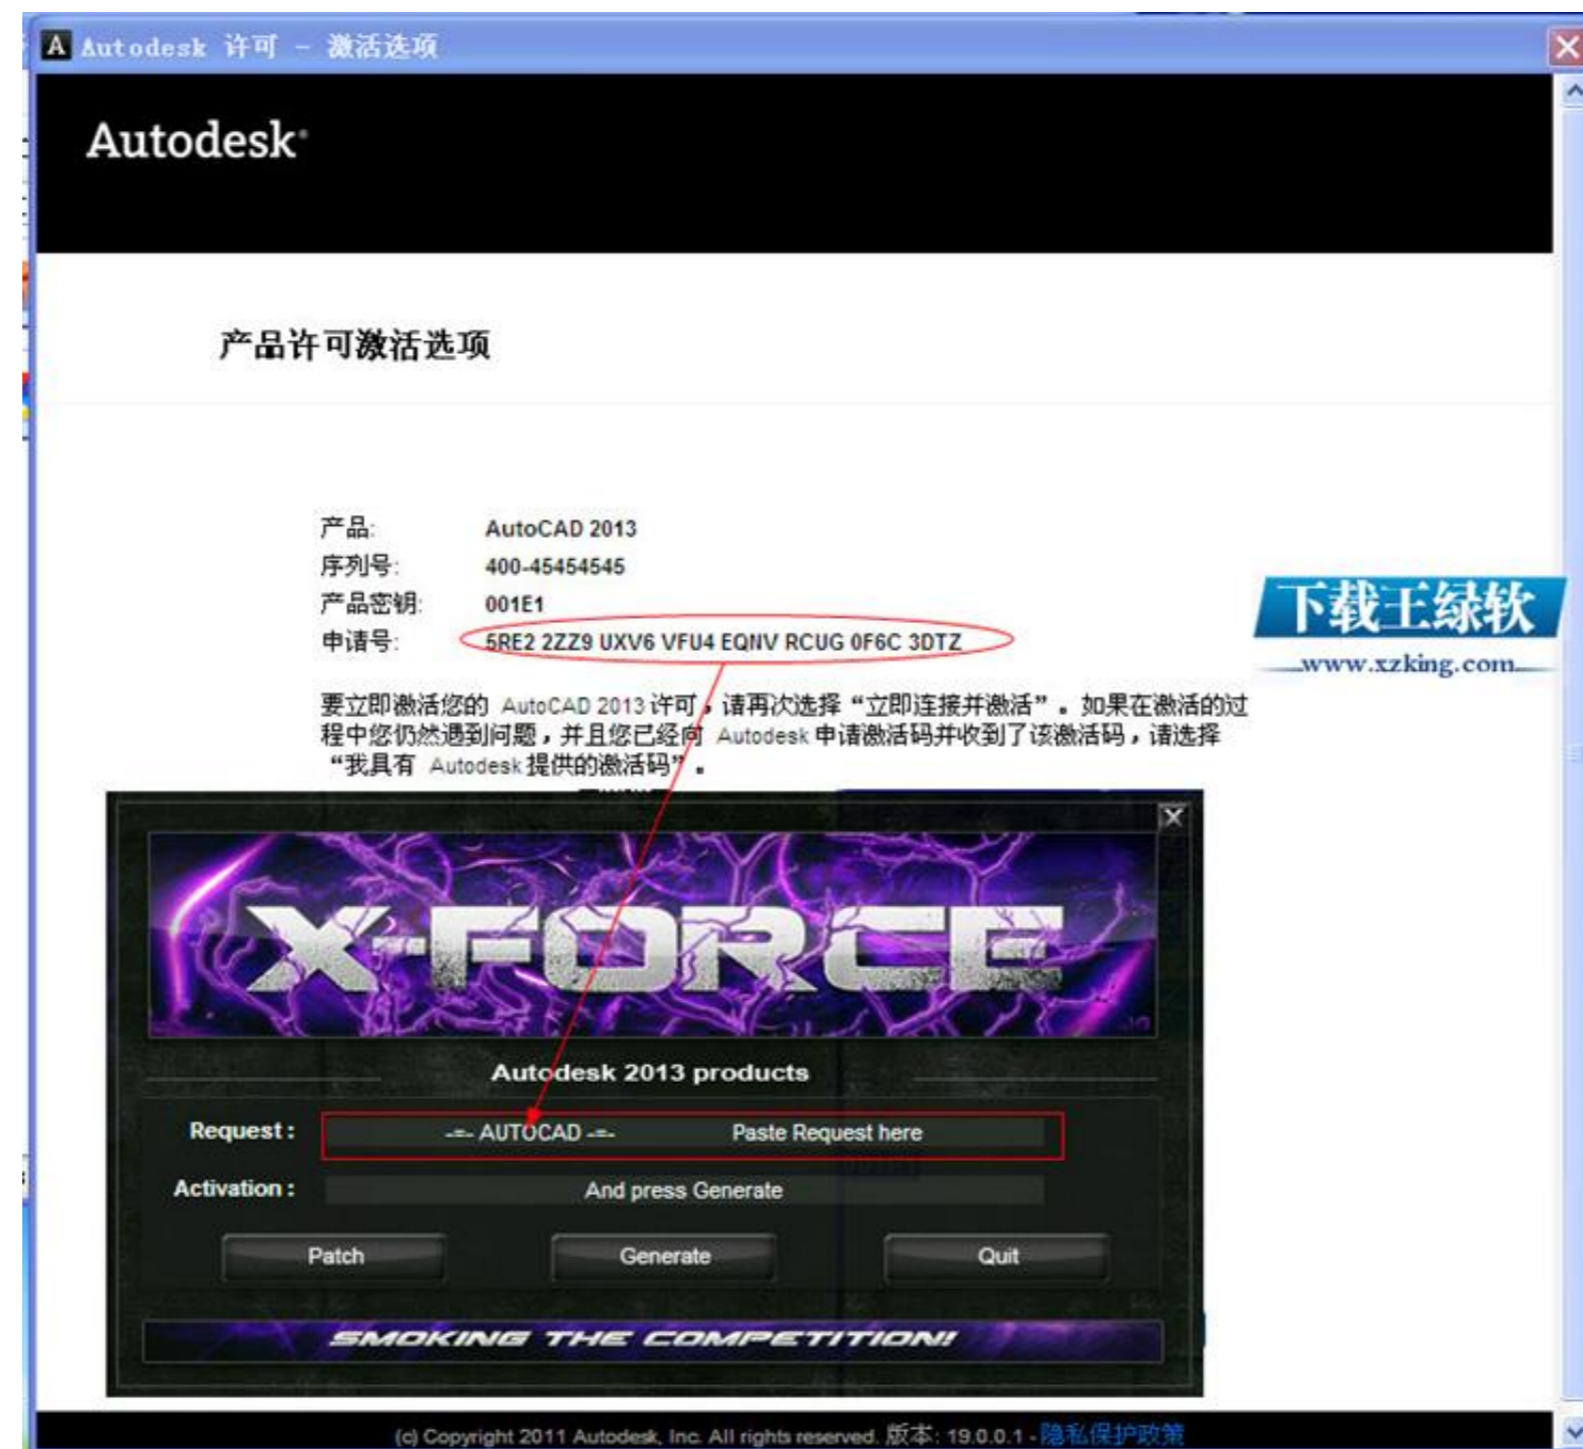 Autodesk 许可 - 激活选项
Autodesk
产品许可激活选项
产品: AutoCAD 2013
序列号: 400-45454545
产品密钥: 001E1
申请号: 5RE2 2ZZ9 UXV6 VFU4 EQNV RCUG 0F6C 3DTZ
下载王绿软
www.xzking.com
要立即激活您的 AutoCAD 2013 许可，请再次选择“立即连接并激活”。如果在激活的过
程中您仍然遇到问题，并且您已经向 Autodesk 申请激活码并收到了该激活码，请选择
“我具有 Autodesk 提供的激活码”。
X-FORCE
Autodesk 2013 products
Request: -=- AUTOCAD -=- Paste Request here
Activation: And press Generate
Patch Generate Quit
SMOKING THE COMPETITION!
(c) Copyright 2011 Autodesk, Inc. All rights reserved. 版本: 19.0.0.1 - 隐私保护政策